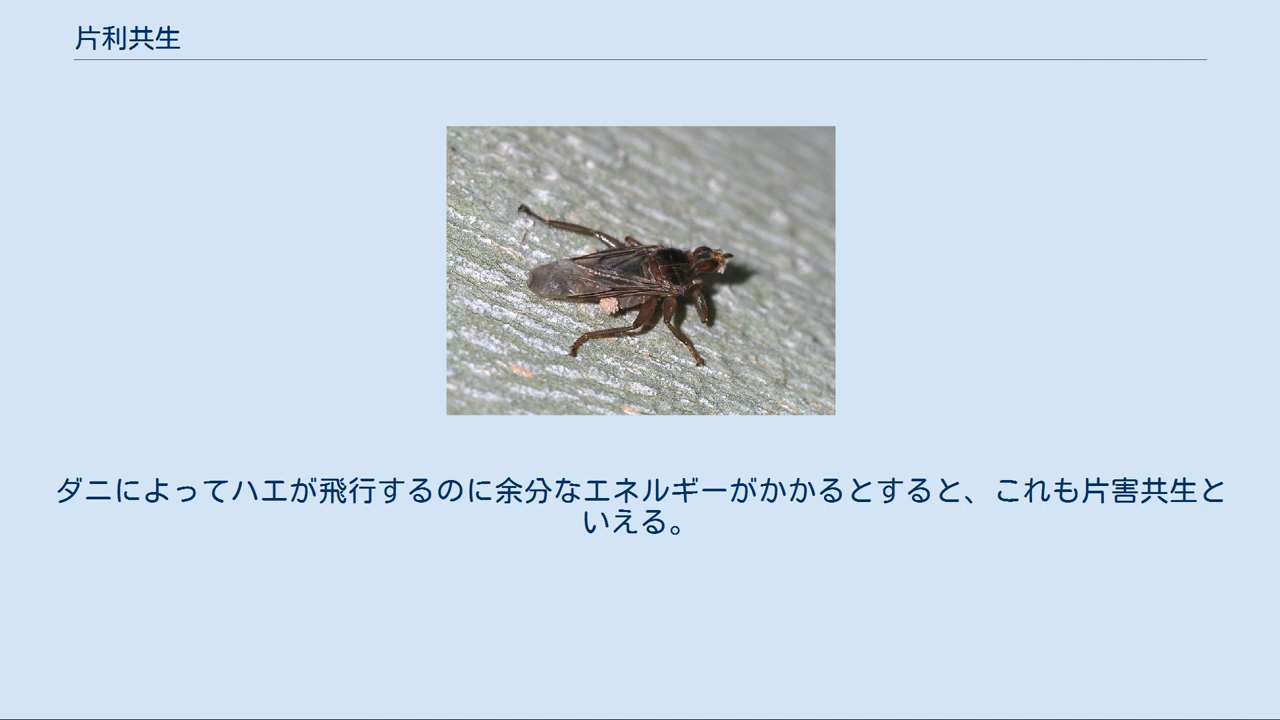 片利共生
ダニによってハエが飛行するのに余分なエネルギーがかかるとすると、これも片害共生と
いえる。